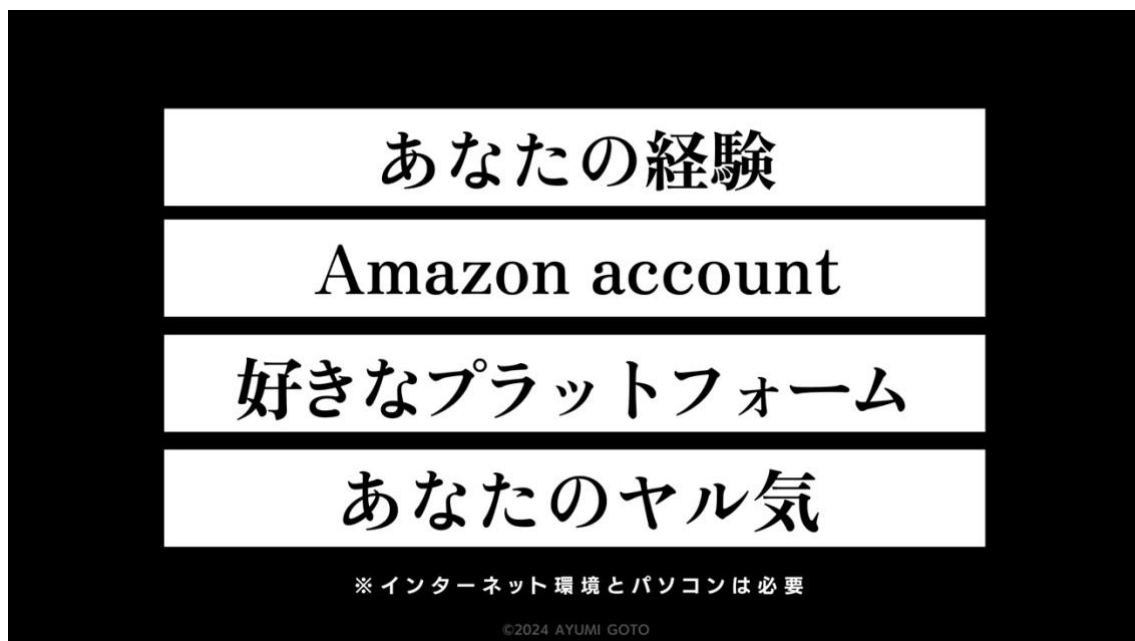 あなたの経験
Amazon account
好きなプラットフォーム
あなたのヤル気
※インターネット環境とパソコンは必要
©2024 AYUMI GOTO